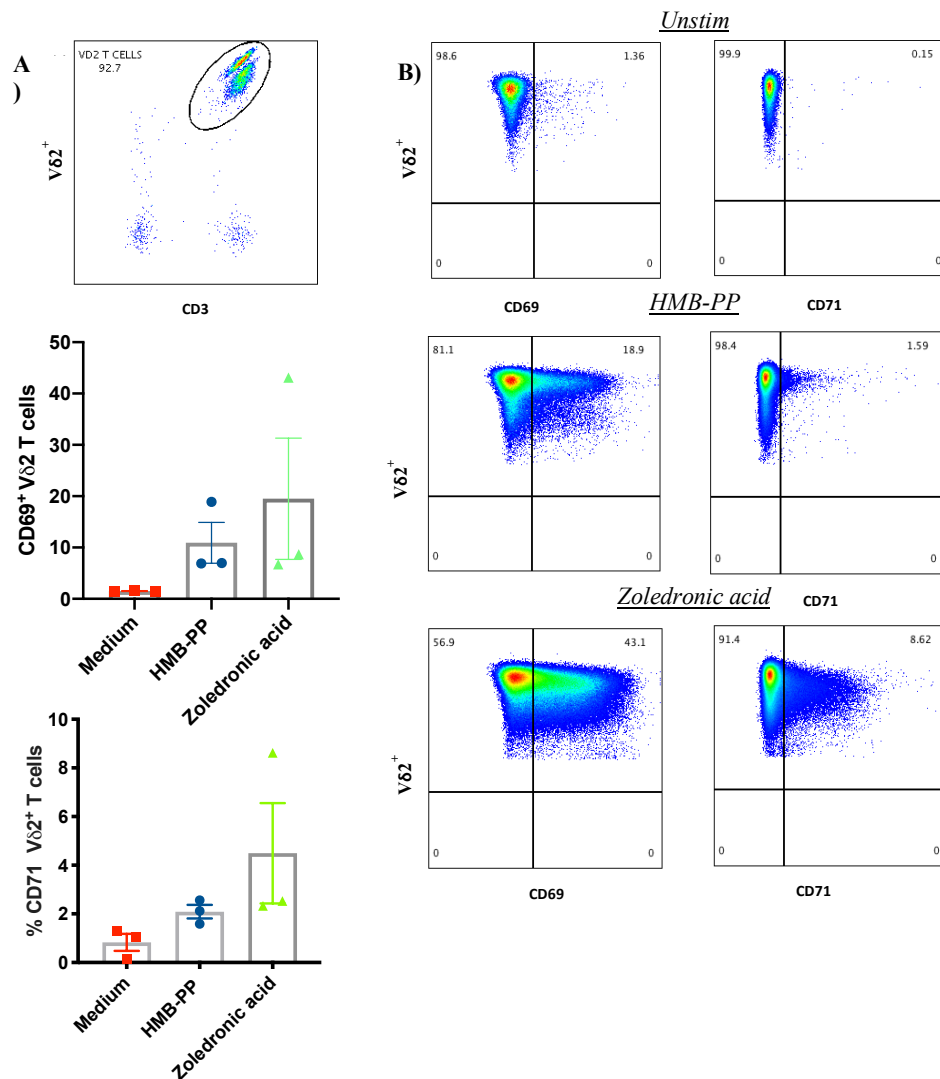 A
)
VD2 T CELLS
92.7
Vδ2+
CD3
CD69+ Vδ2 T cells
50
40
30
20
10
0
Medium
HMB-PP
Zoledronic acid
% CD71 Vδ2+ T cells
10
8
6
4
2
0
Medium
HMB-PP
Zoledronic acid
B)
Unstim
Vδ2+
98.6 1.36
0 0
CD69
99.9 0.15
0 0
CD71
HMB-PP
Vδ2+
81.1 18.9
0 0
98.4 1.59
0 0
CD71
Zoledronic acid
Vδ2+
56.9 43.1
0 0
CD69
91.4 8.62
0 0
CD71